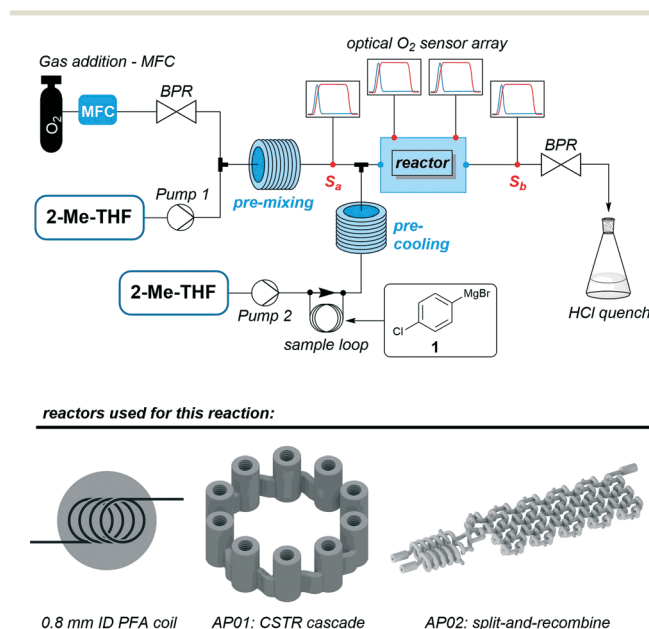 optical O₂ sensor array
Gas addition - MFC
BPR
O₂
MFC
BPR
reactor
Sₐ
S_b
Pump 1
pre-mixing
2-Me-THF
pre-
cooling
2-Me-THF
MgBr
Cl
1
Pump 2
sample loop
HCl quench
reactors used for this reaction:
0.8 mm ID PFA coil
AP01: CSTR cascade
AP02: split-and-recombine